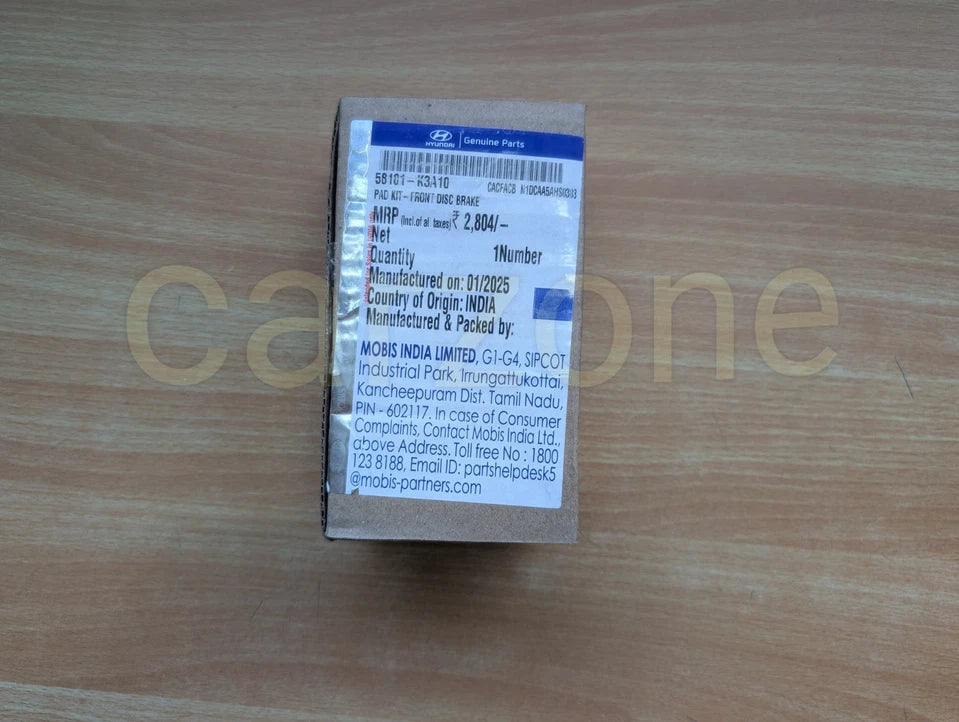 HYUNDAI | Genuine Parts
58101-K3A10
CACFACB N1DCAA5AHS0303
PAD KIT-FRONT DISC BRAKE
MRP (Incl.of all taxes) ₹ 2,804/-
Net
Quantity 1Number
Manufactured on: 01/2025
Country of Origin: INDIA
Manufactured & Packed by:
MOBIS INDIA LIMITED, G1-G4, SIPCOT
Industrial Park, Irrungattukottai,
Kancheepuram Dist. Tamil Nadu,
PIN - 602117. In case of Consumer
Complaints, Contact Mobis India Ltd.,
above Address. Toll free No : 1800
123 8188, Email ID: partshelpdesk5
@mobis-partners.com
carzone